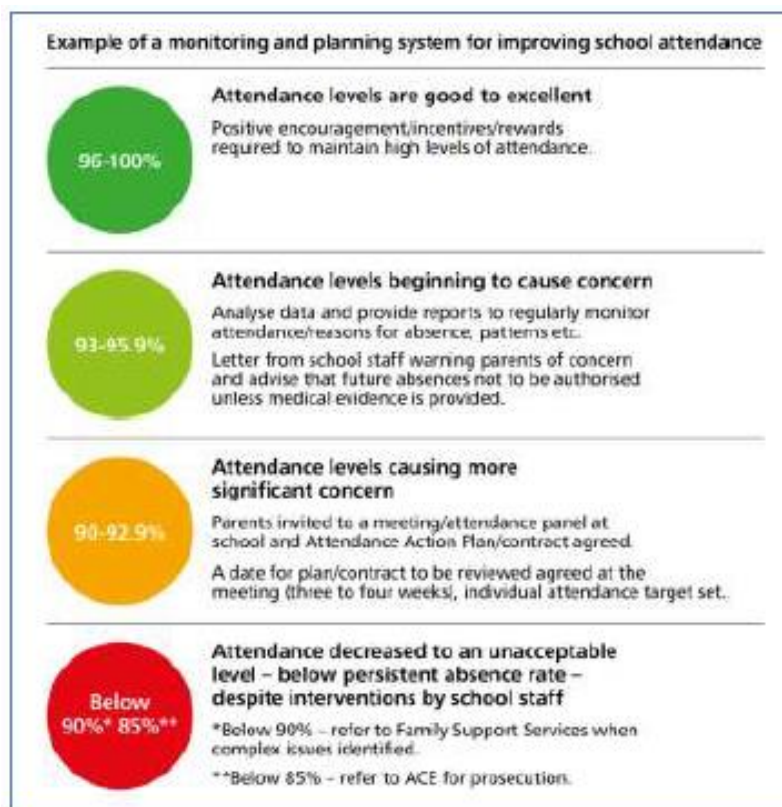 Example of a monitoring and planning system for improving school attendance
96-100%
Attendance levels are good to excellent
Positive encouragement/incentives/rewards
required to maintain high levels of attendance.
93-95.9%
Attendance levels beginning to cause concern
Analyse data and provide reports to regularly monitor
attendance/reasons for absence, patterns etc.
Letter from school staff warning parents of concern
and advise that future absences not to be authorised
unless medical evidence is provided.
90-92.9%
Attendance levels causing more
significant concern
Parents invited to a meeting/attendance panel at
school and Attendance Action Plan/contract agreed.
A date for plan/contract to be reviewed agreed at the
meeting (three to four weeks), individual attendance target set.
Below
90%* 85%**
Attendance decreased to an unacceptable
level – below persistent absence rate –
despite interventions by school staff
*Below 90% – refer to Family Support Services when
complex issues identified.
**Below 85% – refer to ACE for prosecution.